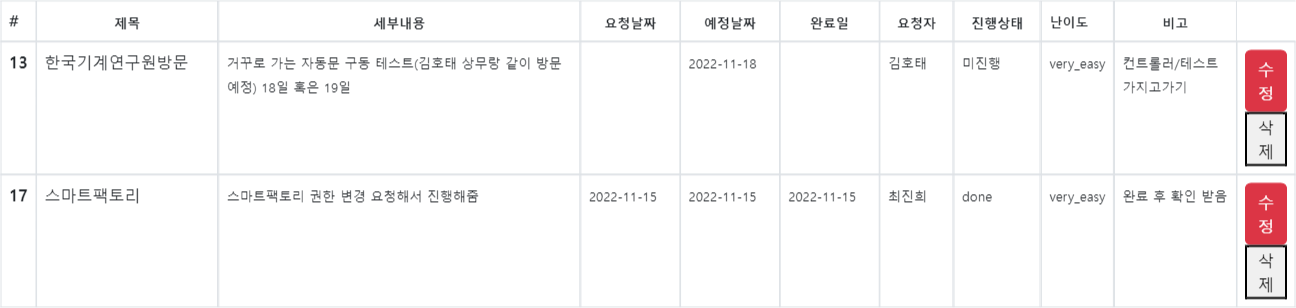 # 제목 세부내용 요청날짜 예정날짜 완료일 요청자 진행상태 난이도 비고
13 한국기계연구원방문 거꾸로 가는 자동문 구동 테스트(김호태 상무랑 같이 방문 2022-11-18 김호태 미진행 very_easy 컨트롤러/테스트 수
예정) 18일 혹은 19일 가지고가기 정
삭
제
17 스마트팩토리 스마트팩토리 권한 변경 요청해서 진행해줌 2022-11-15 2022-11-15 2022-11-15 최진희 done very_easy 완료 후 확인 받음 수
정
삭
제